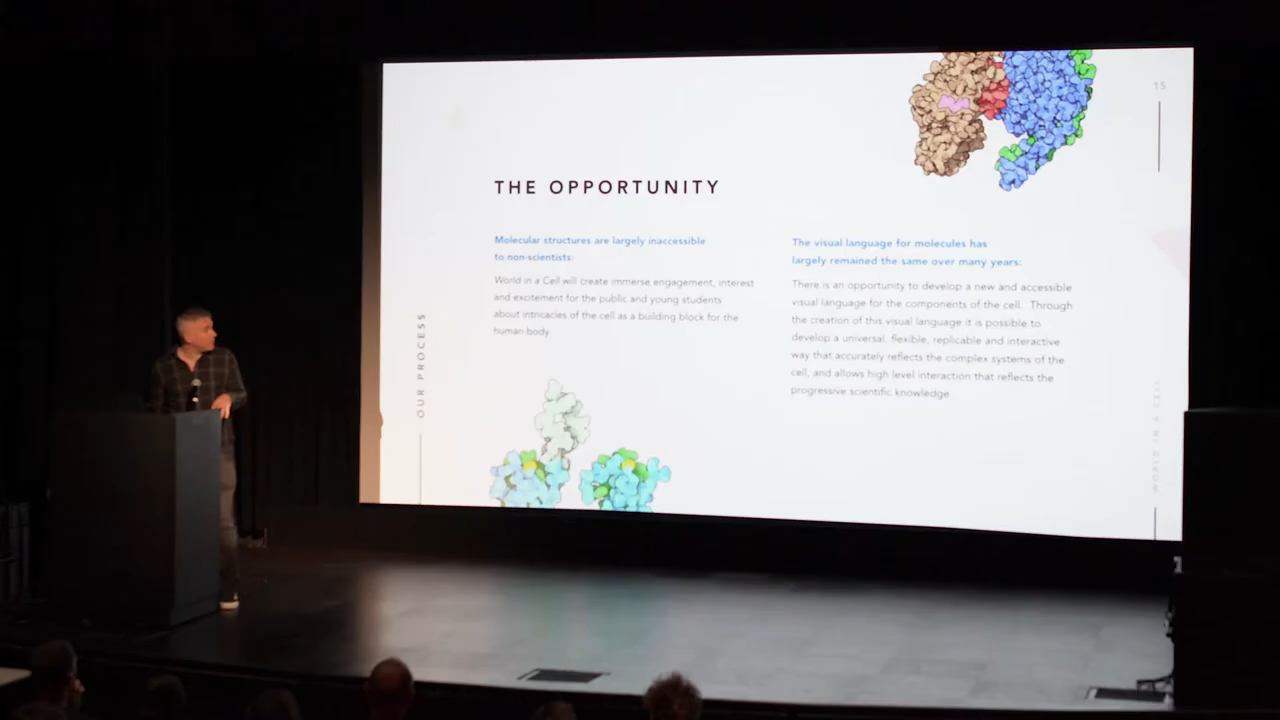 15
THE OPPORTUNITY
Molecular structures are largely inaccessible
to non-scientists:
World in a Cell will create immerse engagement, interest
and excitement for the public and young students
about intricacies of the cell as a building block for the
human body
The visual language for molecules has
largely remained the same over many years:
There is an opportunity to develop a new and accessible
visual language for the components of the cell. Through
the creation of this visual language it is possible to
develop a universal, flexible, replicable and interactive
way that accurately reflects the complex systems of the
cell, and allows high level interaction that reflects the
progressive scientific knowledge
OUR PROCESS
WORLD IN A CELL